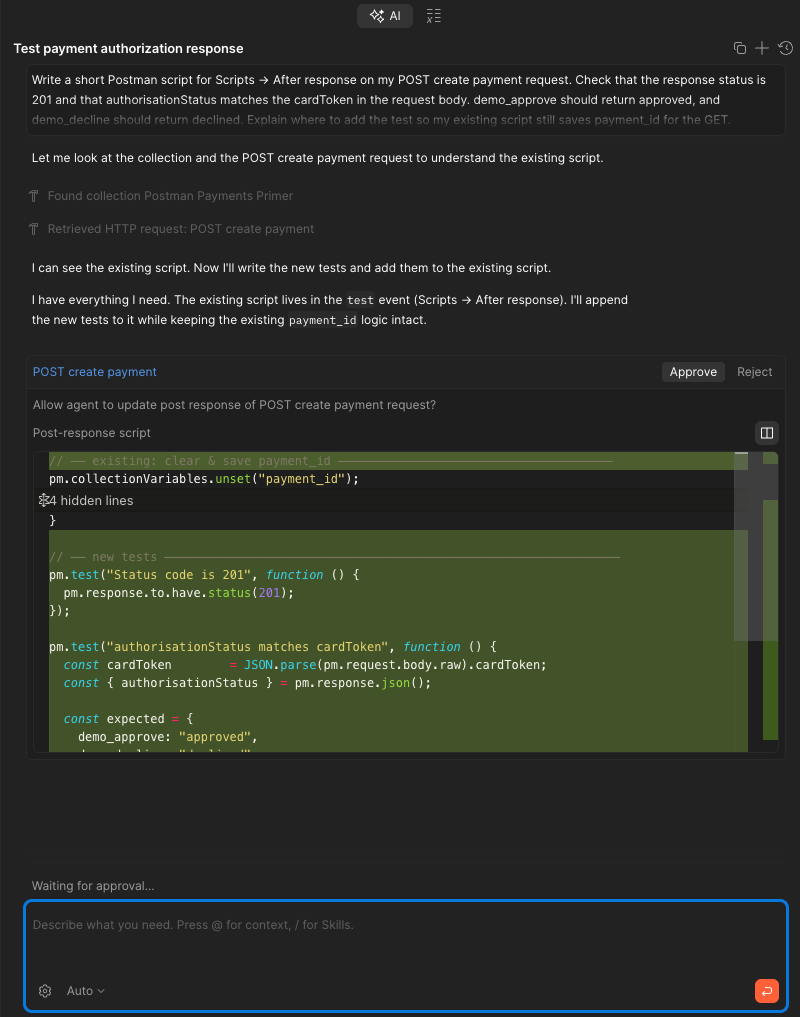 AI
Test payment authorization response
Write a short Postman script for Scripts → After response on my POST create payment request. Check that the response status is
201 and that authorisationStatus matches the cardToken in the request body. demo_approve should return approved, and
demo_decline should return declined. Explain where to add the test so my existing script still saves payment_id for the GET.
Let me look at the collection and the POST create payment request to understand the existing script.
Found collection Postman Payments Primer
Retrieved HTTP request: POST create payment
I can see the existing script. Now I'll write the new tests and add them to the existing script.
I have everything I need. The existing script lives in the test event (Scripts → After response). I'll append
the new tests to it while keeping the existing payment_id logic intact.
POST create payment
Approve
Reject
Allow agent to update post response of POST create payment request?
Post-response script
// —— existing: clear & save payment_id ——————————————————————
pm.collectionVariables.unset("payment_id");
4 hidden lines
}
// —— new tests ——————————————————————————————————————————————
pm.test("Status code is 201", function () {
  pm.response.to.have.status(201);
});
pm.test("authorisationStatus matches cardToken", function () {
  const cardToken        = JSON.parse(pm.request.body.raw).cardToken;
  const { authorisationStatus } = pm.response.json();
  const expected = {
    demo_approve: "approved",
Waiting for approval...
Describe what you need. Press @ for context, / for Skills.
Auto